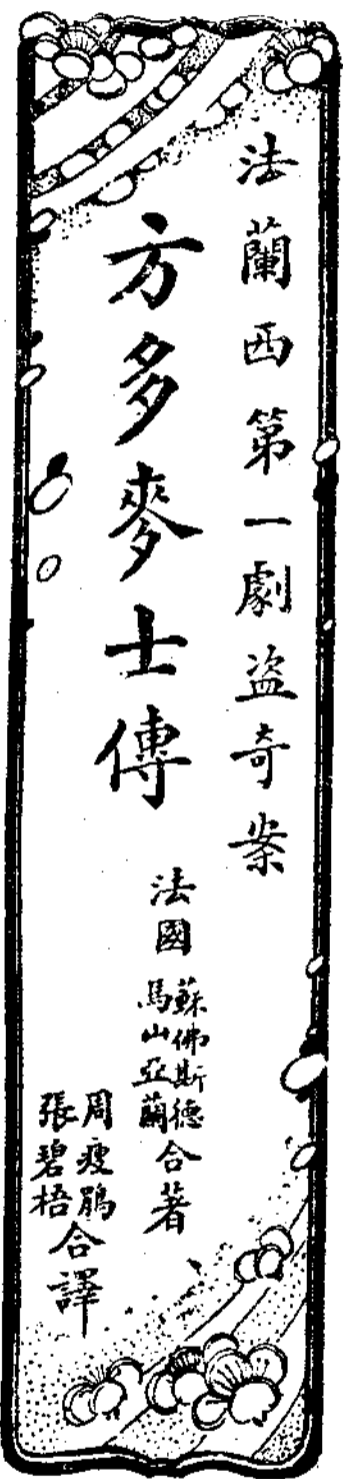 法蘭西第一劇盗奇案
方多麥士傳
法國
蘇佛斯德
馬山亞蘭
合著
周瘦鵑
張碧梧
合譯